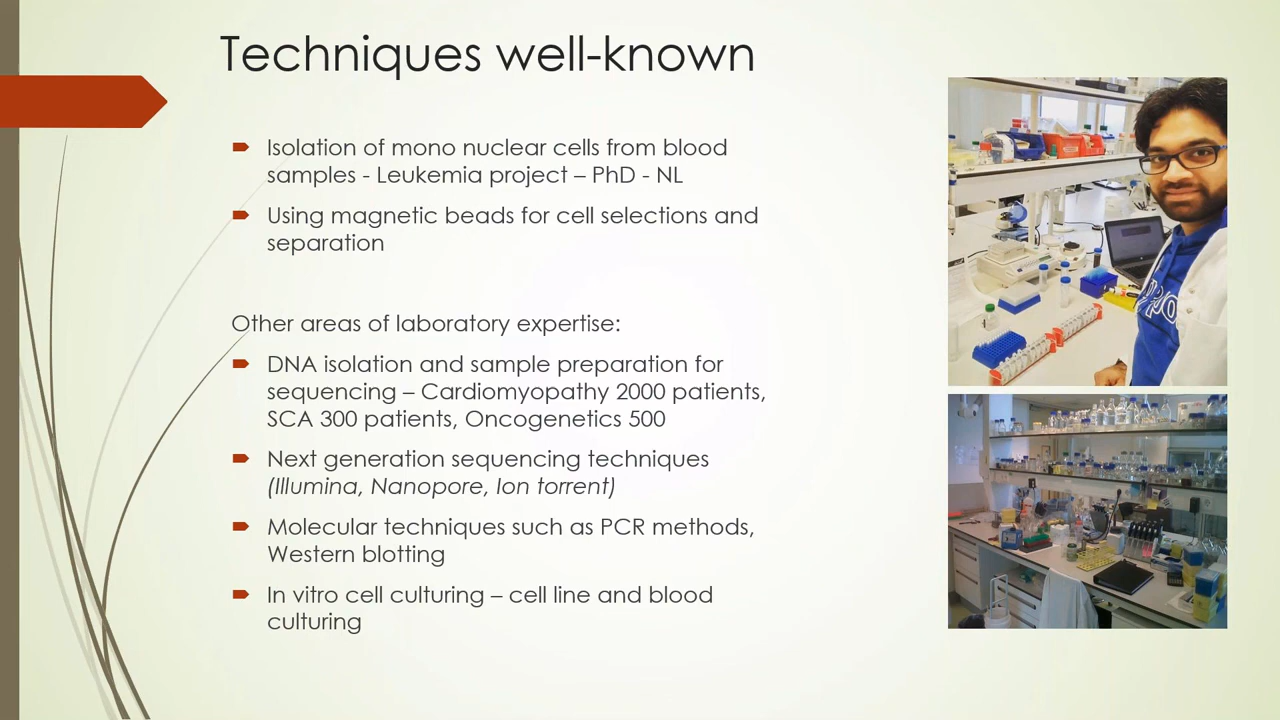 Techniques well-known
Isolation of mono nuclear cells from blood
samples - Leukemia project – PhD - NL
Using magnetic beads for cell selections and
separation
Other areas of laboratory expertise:
DNA isolation and sample preparation for
sequencing – Cardiomyopathy 2000 patients,
SCA 300 patients, Oncogenetics 500
Next generation sequencing techniques
(Illumina, Nanopore, Ion torrent)
Molecular techniques such as PCR methods,
Western blotting
In vitro cell culturing – cell line and blood
culturing